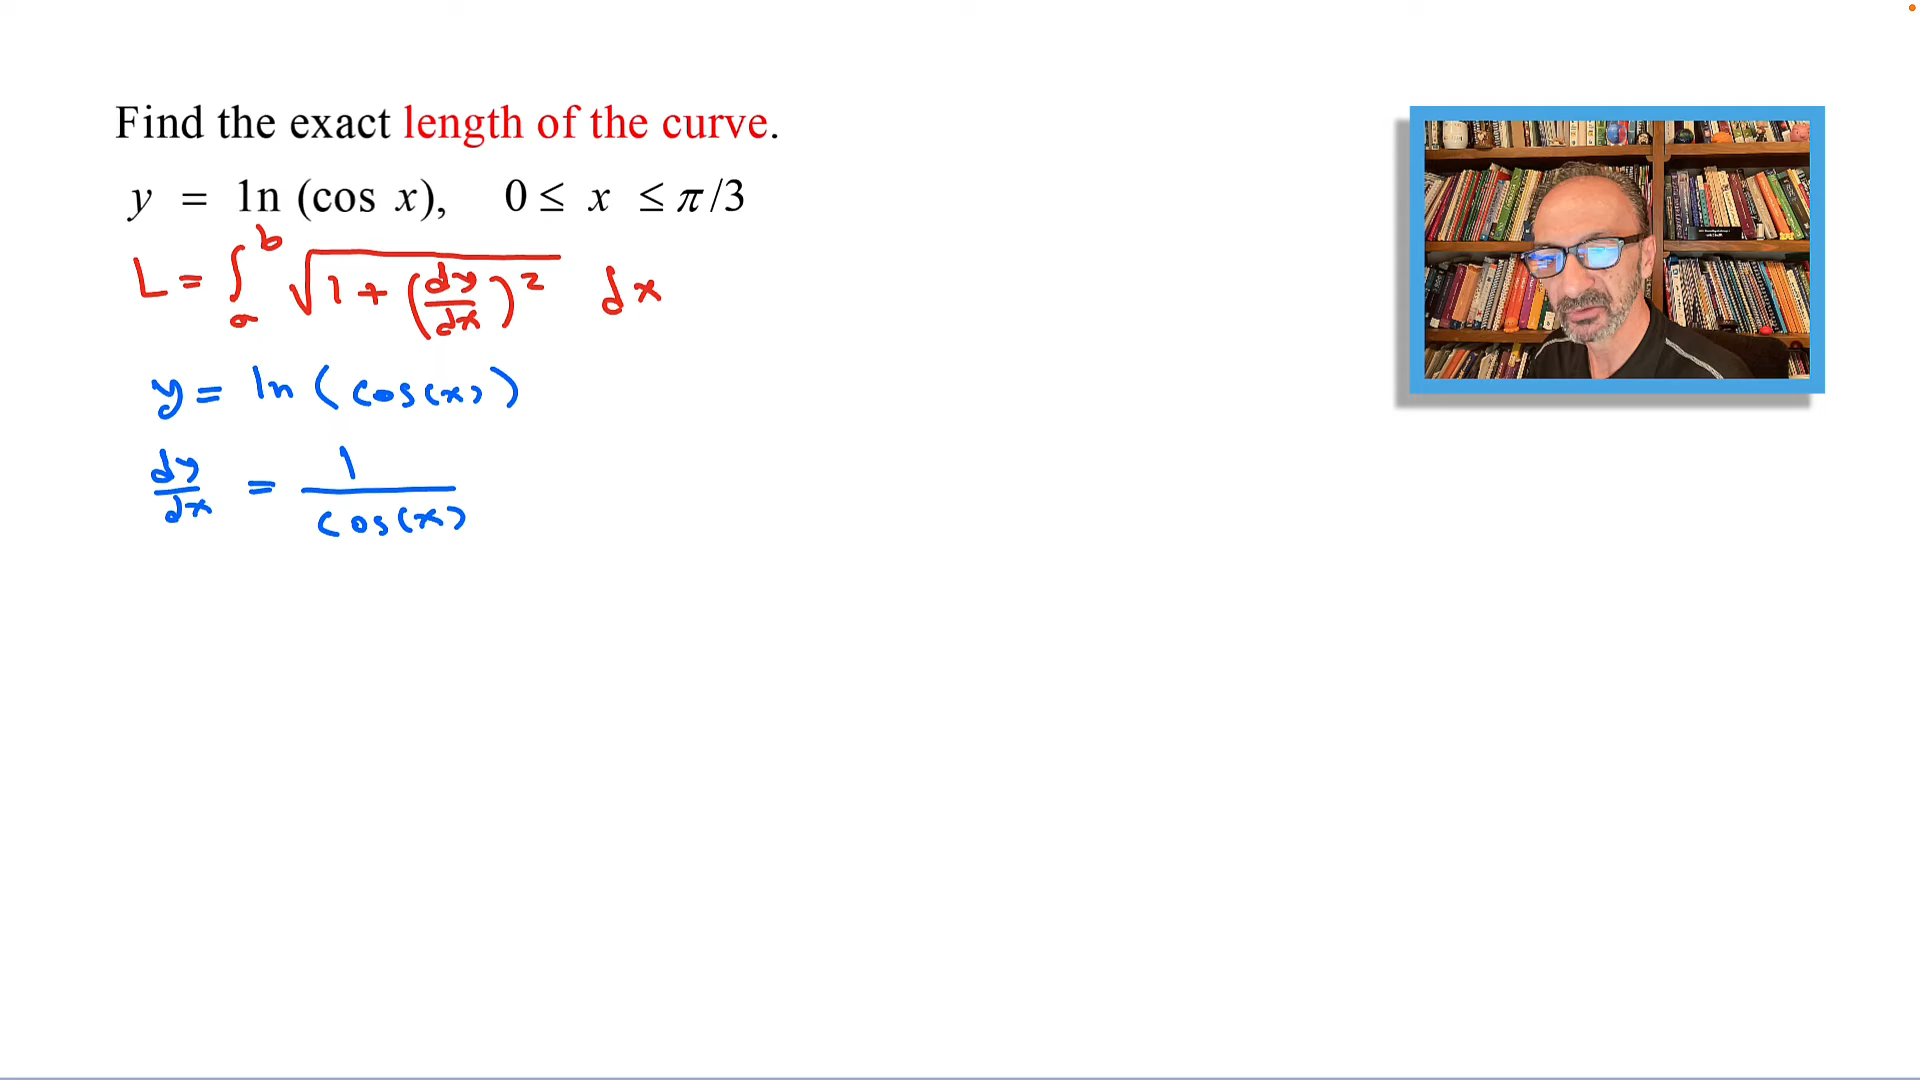 Find the exact length of the curve.
y = ln (cos x), 0 ≤ x ≤ π/3
L = ∫_a^b √(1 + (dy/dx)^2) dx
y = ln (cos(x))
dy/dx = 1/cos(x)